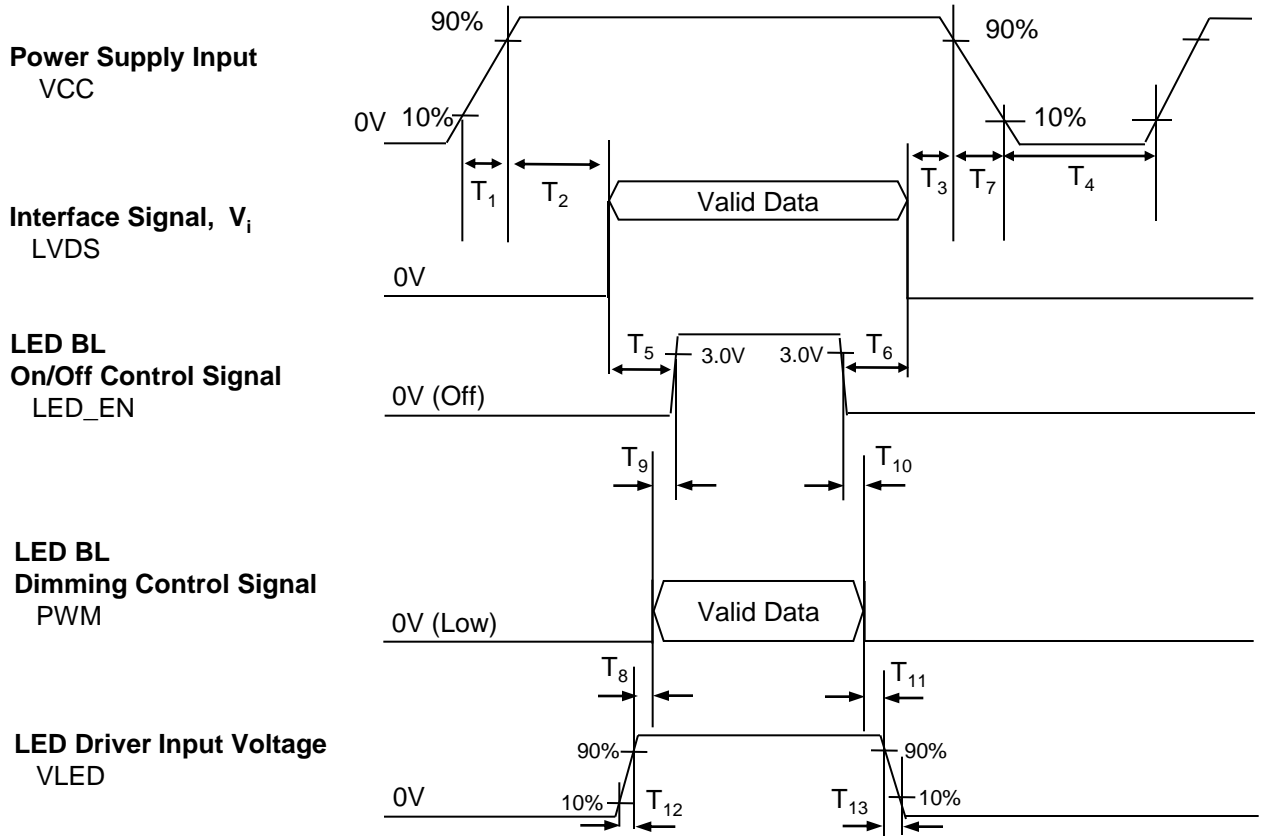 90%
90%
Power Supply Input
VCC
0V 10%
10%
T1 T2 T3 T7 T4
Interface Signal, Vi
LVDS
Valid Data
0V
LED BL
On/Off Control Signal
LED_EN
T5 3.0V 3.0V T6
0V (Off)
T9 T10
LED BL
Dimming Control Signal
PWM
Valid Data
0V (Low)
T8 T11
LED Driver Input Voltage
VLED
90% 90%
0V 10% T12 T13 10%